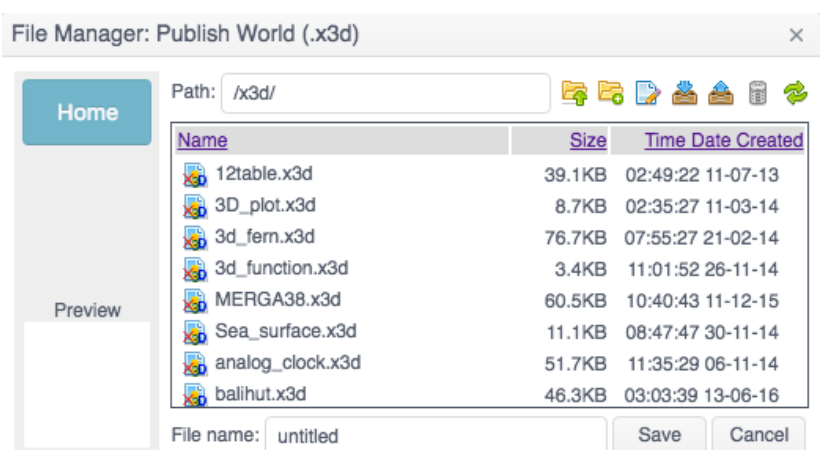 File Manager: Publish World (.x3d) ×
Home
Path: /x3d/
Name Size Time Date Created
12table.x3d 39.1KB 02:49:22 11-07-13
3D_plot.x3d 8.7KB 02:35:27 11-03-14
3d_fern.x3d 76.7KB 07:55:27 21-02-14
3d_function.x3d 3.4KB 11:01:52 26-11-14
MERGA38.x3d 60.5KB 10:40:43 11-12-15
Sea_surface.x3d 11.1KB 08:47:47 30-11-14
analog_clock.x3d 51.7KB 11:35:29 06-11-14
balihut.x3d 46.3KB 03:03:39 13-06-16
Preview
File name: untitled Save Cancel